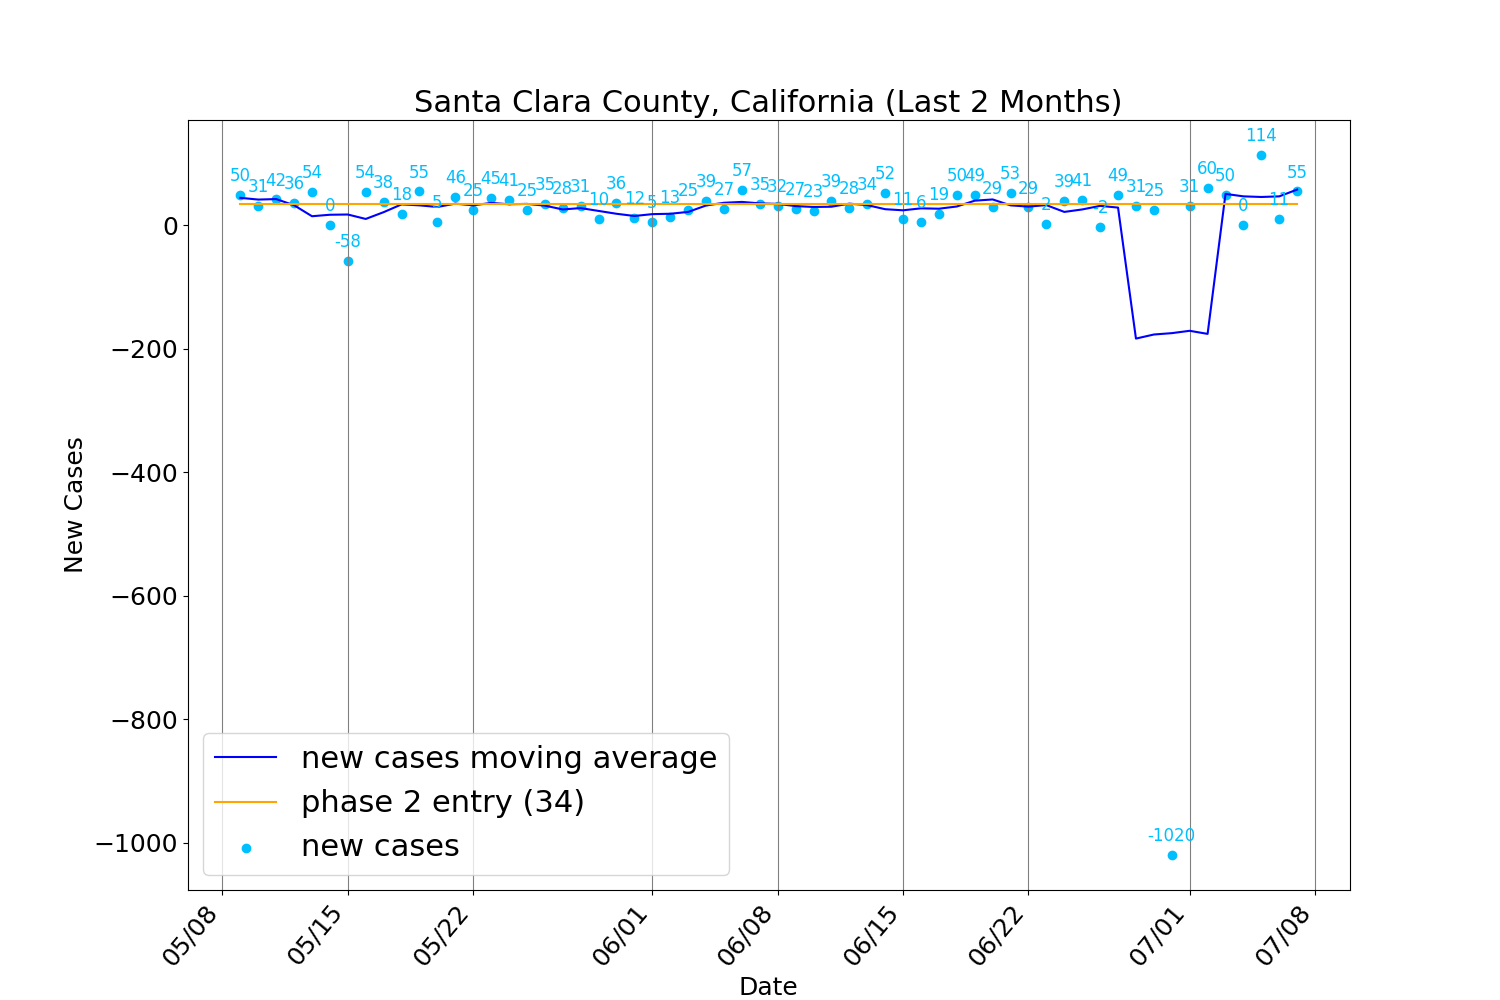 Santa Clara County, California (Last 2 Months)
New Cases
0
−200
−400
−600
−800
−1000
50 31 42 36 54 0 -58 54 38 18 55 5 46 25 45 41 25 35 28 31 10 36 12 5 13 25 39 27 57 35 32 27 23 39 28 34 52 11 6 19 50 49 29 53 29 2 39 41 -2 49 31 25 -1020 31 60 50 0 114 11 55
new cases moving average
phase 2 entry (34)
new cases
05/08 05/15 05/22 06/01 06/08 06/15 06/22 07/01 07/08
Date